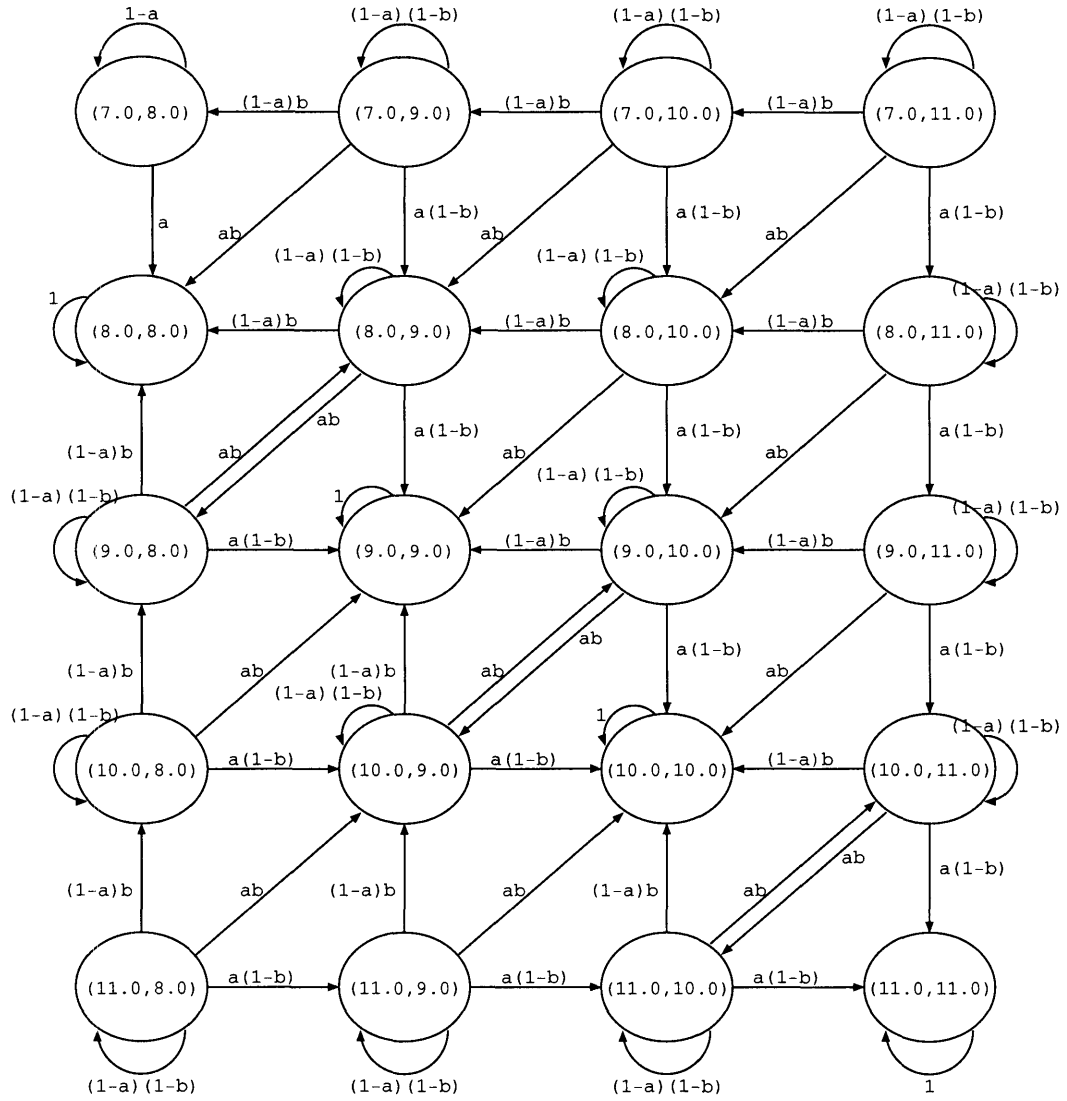 1-a (1-a)(1-b) (1-a)(1-b) (1-a)(1-b)
(7.0,8.0) (1-a)b (7.0,9.0) (1-a)b (7.0,10.0) (1-a)b (7.0,11.0)
a ab a(1-b) ab a(1-b) ab a(1-b)
(1-a)(1-b) (1-a)(1-b)
1 (1-a)(1-b)
(8.0,8.0) (1-a)b (8.0,9.0) (1-a)b (8.0,10.0) (1-a)b (8.0,11.0)
(1-a)b ab ab a(1-b) ab a(1-b) ab a(1-b)
(1-a)(1-b) 1 (1-a)(1-b) (1-a)(1-b)
(9.0,8.0) a(1-b) (9.0,9.0) (1-a)b (9.0,10.0) (1-a)b (9.0,11.0)
(1-a)b ab (1-a)b ab ab a(1-b) ab a(1-b)
(1-a)(1-b) (1-a)(1-b) 1 (1-a)(1-b)
(10.0,8.0) a(1-b) (10.0,9.0) a(1-b) (10.0,10.0) (1-a)b (10.0,11.0)
(1-a)b ab (1-a)b ab (1-a)b ab ab a(1-b)
(11.0,8.0) a(1-b) (11.0,9.0) a(1-b) (11.0,10.0) a(1-b) (11.0,11.0)
(1-a)(1-b) (1-a)(1-b) (1-a)(1-b) 1